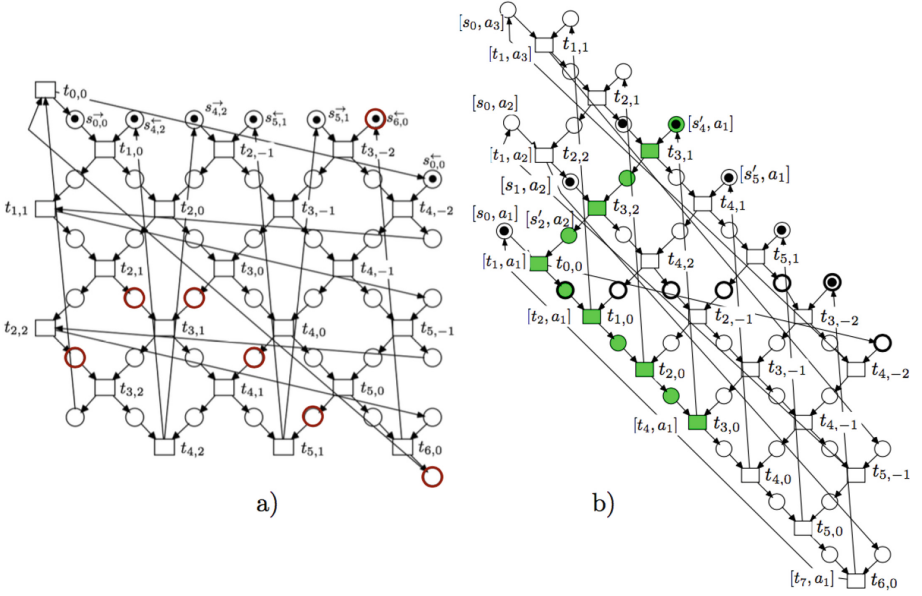 [s0, a3]
t1,1
[t1, a3]
t0,0
t2,1
[s0, a2]
s→0,0
s←4,2
s→4,2
s←5,1
s→5,1
s←6,0
[s′4, a1]
t1,0
t2,−1
t3,−2
[t1, a2]
t2,2
t3,1
s←0,0
[s1, a2]
[s′5, a1]
t1,1
t2,0
t3,−1
t4,−2
[s0, a1]
[s′2, a2]
t3,2
t4,1
[t1, a1]
t0,0
t4,2
t5,1
t2,1
t3,0
t4,−1
[t2, a1]
t1,0
t2,−1
t3,−2
t2,2
t3,1
t4,0
t5,−1
t2,0
t3,−1
t4,−2
t3,2
t4,1
t5,0
[t4, a1]
t3,0
t4,−1
t4,2
t5,1
t6,0
t4,0
t5,−1
a)
b)
t5,0
[t7, a1]
t6,0